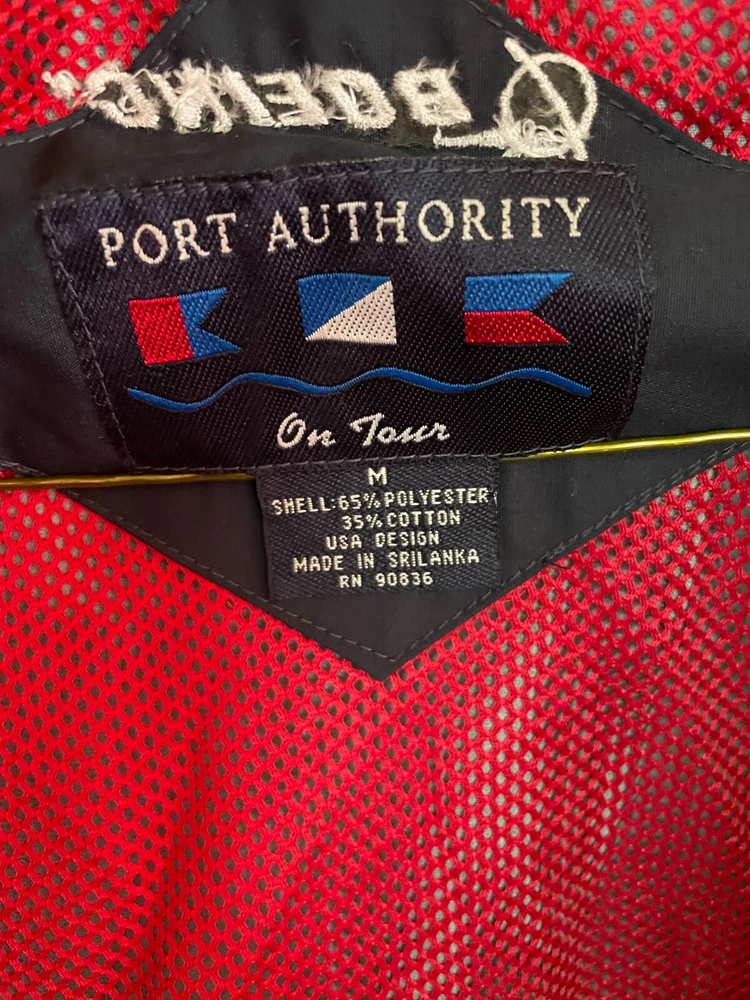 BOEING
PORT AUTHORITY
On Tour
M
SHELL:65% POLYESTER
35% COTTON
USA DESIGN
MADE IN SRILANKA
RN 90836